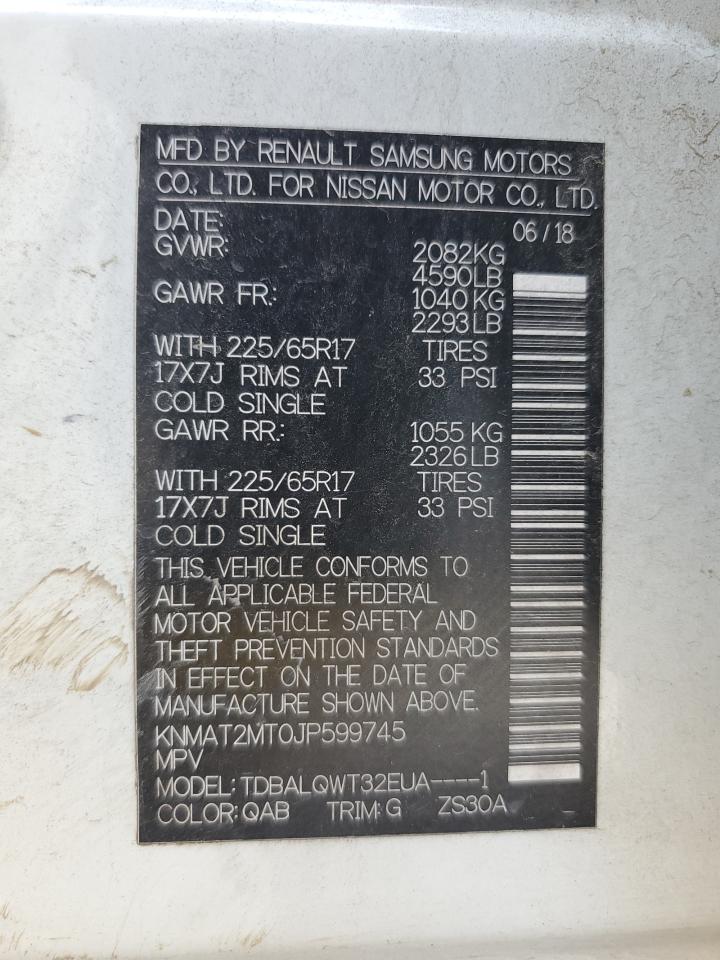 MFD BY RENAULT SAMSUNG MOTORS
CO., LTD. FOR NISSAN MOTOR CO., LTD.
DATE: 06 / 18
GVWR: 2082KG
4590LB
GAWR FR.: 1040 KG
2293LB
WITH 225/65R17 TIRES
17X7J RIMS AT 33 PSI
COLD SINGLE
GAWR RR.: 1055 KG
2326LB
WITH 225/65R17 TIRES
17X7J RIMS AT 33 PSI
COLD SINGLE
THIS VEHICLE CONFORMS TO
ALL APPLICABLE FEDERAL
MOTOR VEHICLE SAFETY AND
THEFT PREVENTION STANDARDS
IN EFFECT ON THE DATE OF
MANUFACTURE SHOWN ABOVE.
KNMAT2MT0JP599745
MPV
MODEL: TDBALQWT32EUA----1
COLOR: QAB TRIM: G ZS30A